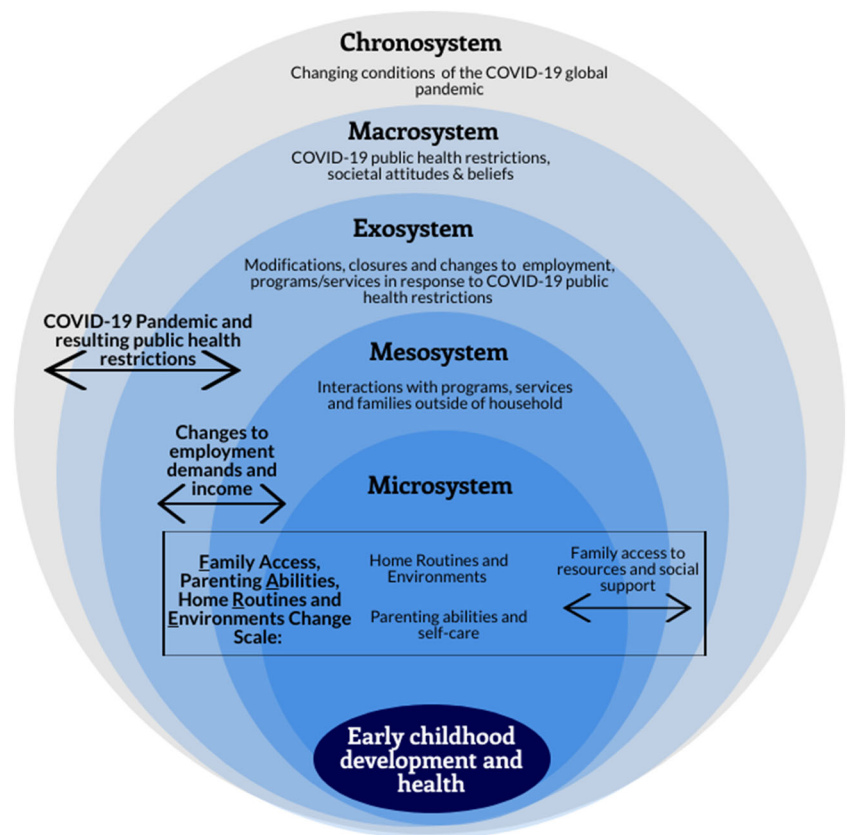 Chronosystem
Changing conditions of the COVID-19 global
pandemic
Macrosystem
COVID-19 public health restrictions,
societal attitudes & beliefs
Exosystem
Modifications, closures and changes to employment,
programs/services in response to COVID-19 public
health restrictions
COVID-19 Pandemic and
resulting public health
restrictions
Mesosystem
Interactions with programs, services
and families outside of household
Changes to
employment
demands and
income
Microsystem
Family Access,
Parenting Abilities,
Home Routines and
Environments Change
Scale:
Home Routines and
Environments
Parenting abilities and
self-care
Family access to
resources and social
support
Early childhood
development and
health